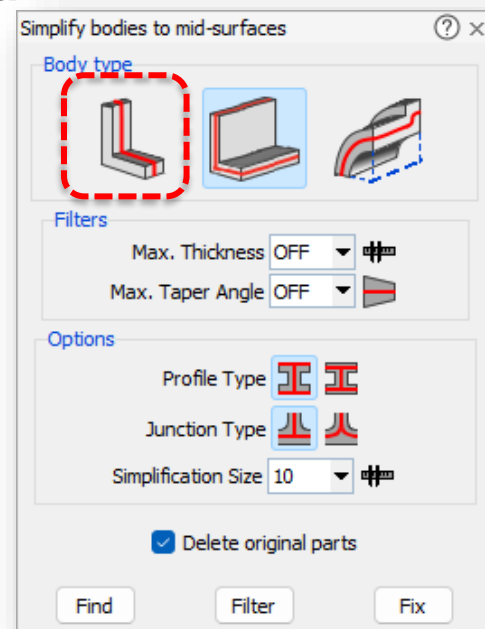 Simplify bodies to mid-surfaces ? ×
Body type
Filters
Max. Thickness OFF
Max. Taper Angle OFF
Options
Profile Type
Junction Type
Simplification Size 10
Delete original parts
Find Filter Fix